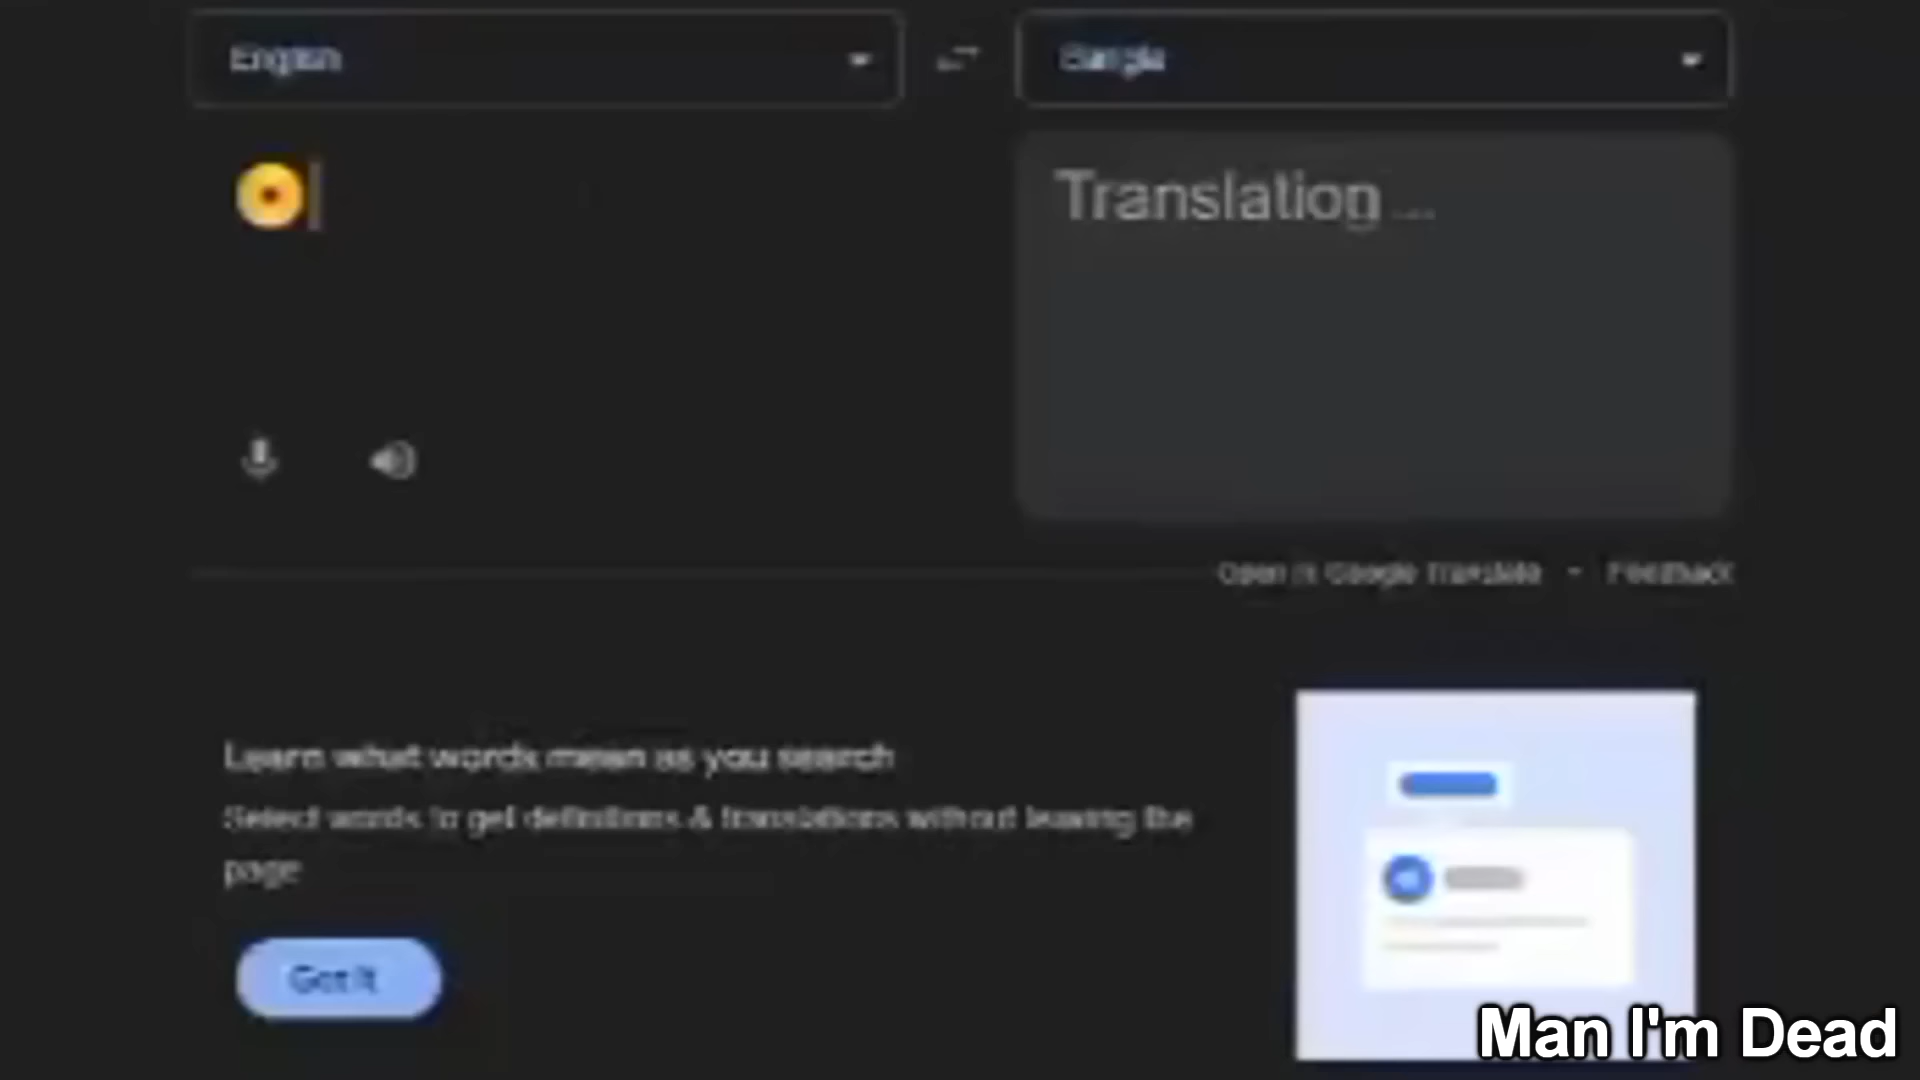 English
Bangla
Translation...
Open in Google Translate • Feedback
Learn what words mean as you search
Select words to get definitions & translations without leaving the
page
Got it
Man I'm Dead